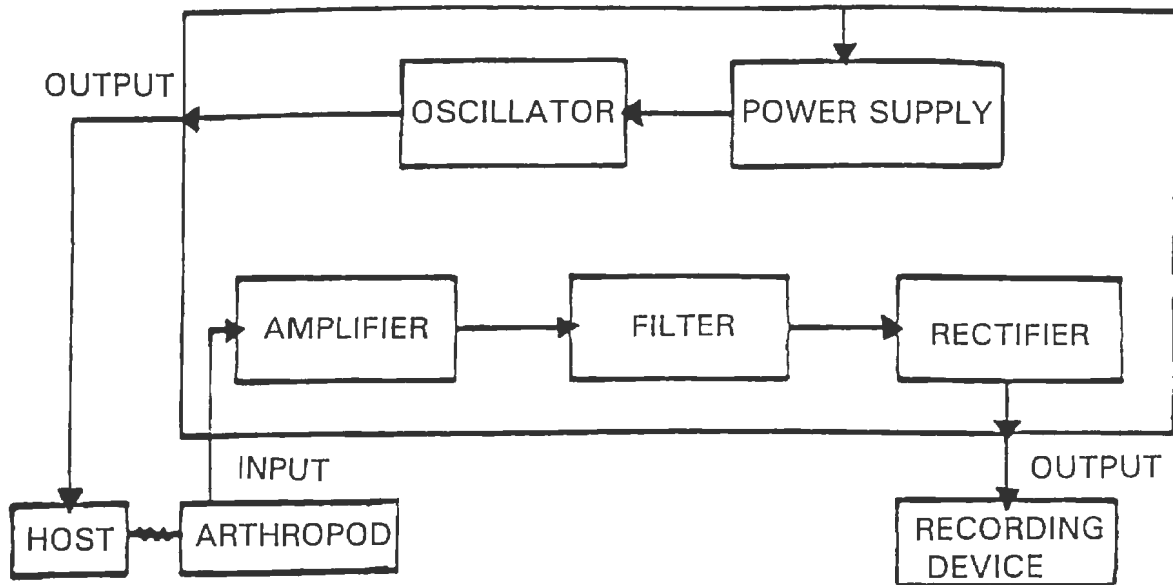 OUTPUT
OSCILLATOR
POWER SUPPLY
AMPLIFIER
FILTER
RECTIFIER
INPUT
OUTPUT
HOST
ARTHROPOD
RECORDING
DEVICE